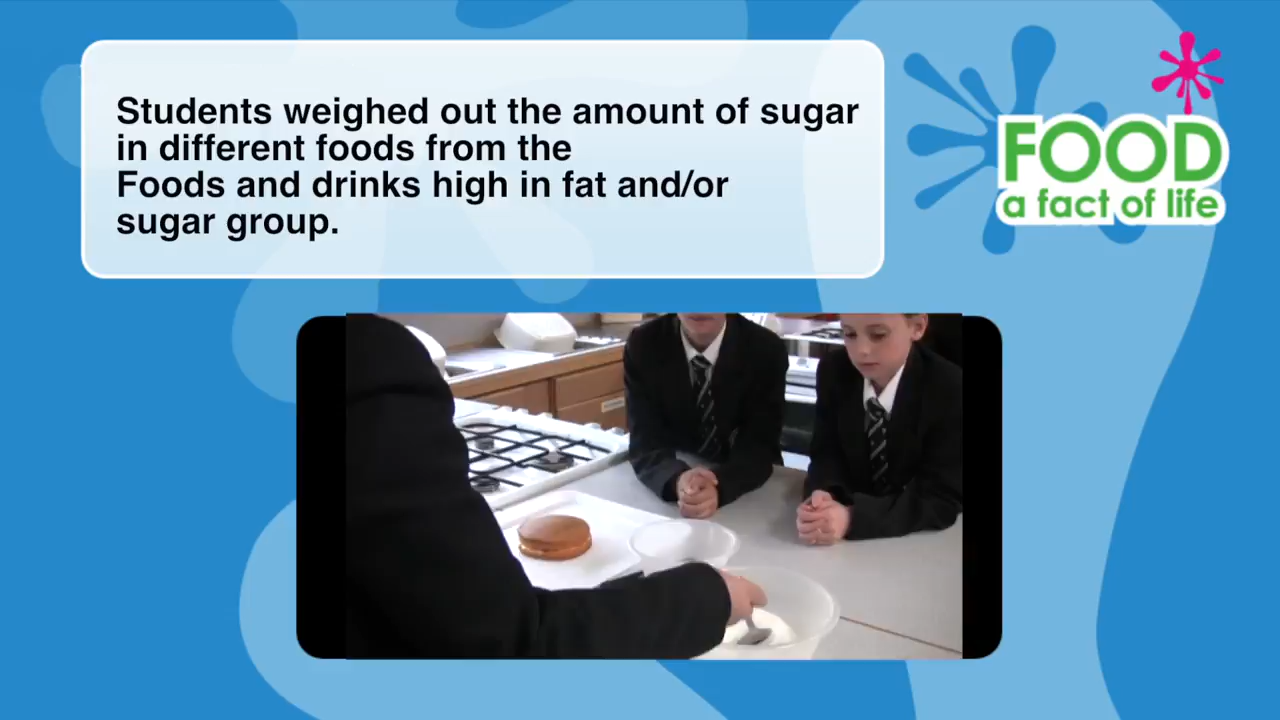 Students weighed out the amount of sugar
in different foods from the
Foods and drinks high in fat and/or
sugar group.
FOOD
a fact of life